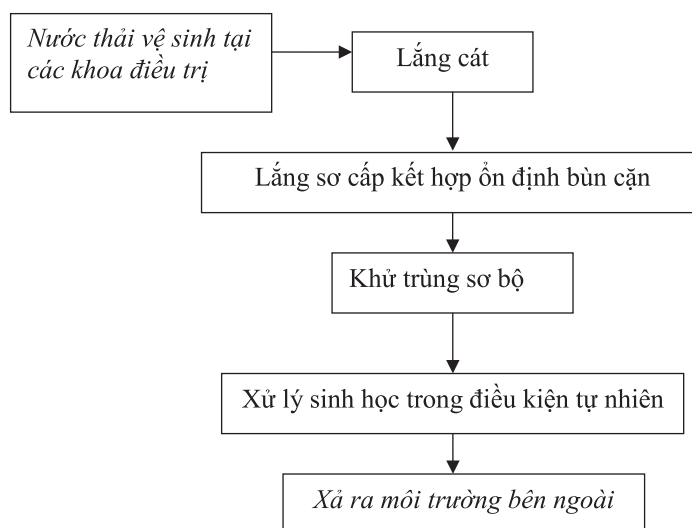 Nước thải vệ sinh tại
các khoa điều trị
Lắng cát
Lắng sơ cấp kết hợp ổn định bùn cặn
Khử trùng sơ bộ
Xử lý sinh học trong điều kiện tự nhiên
Xả ra môi trường bên ngoài